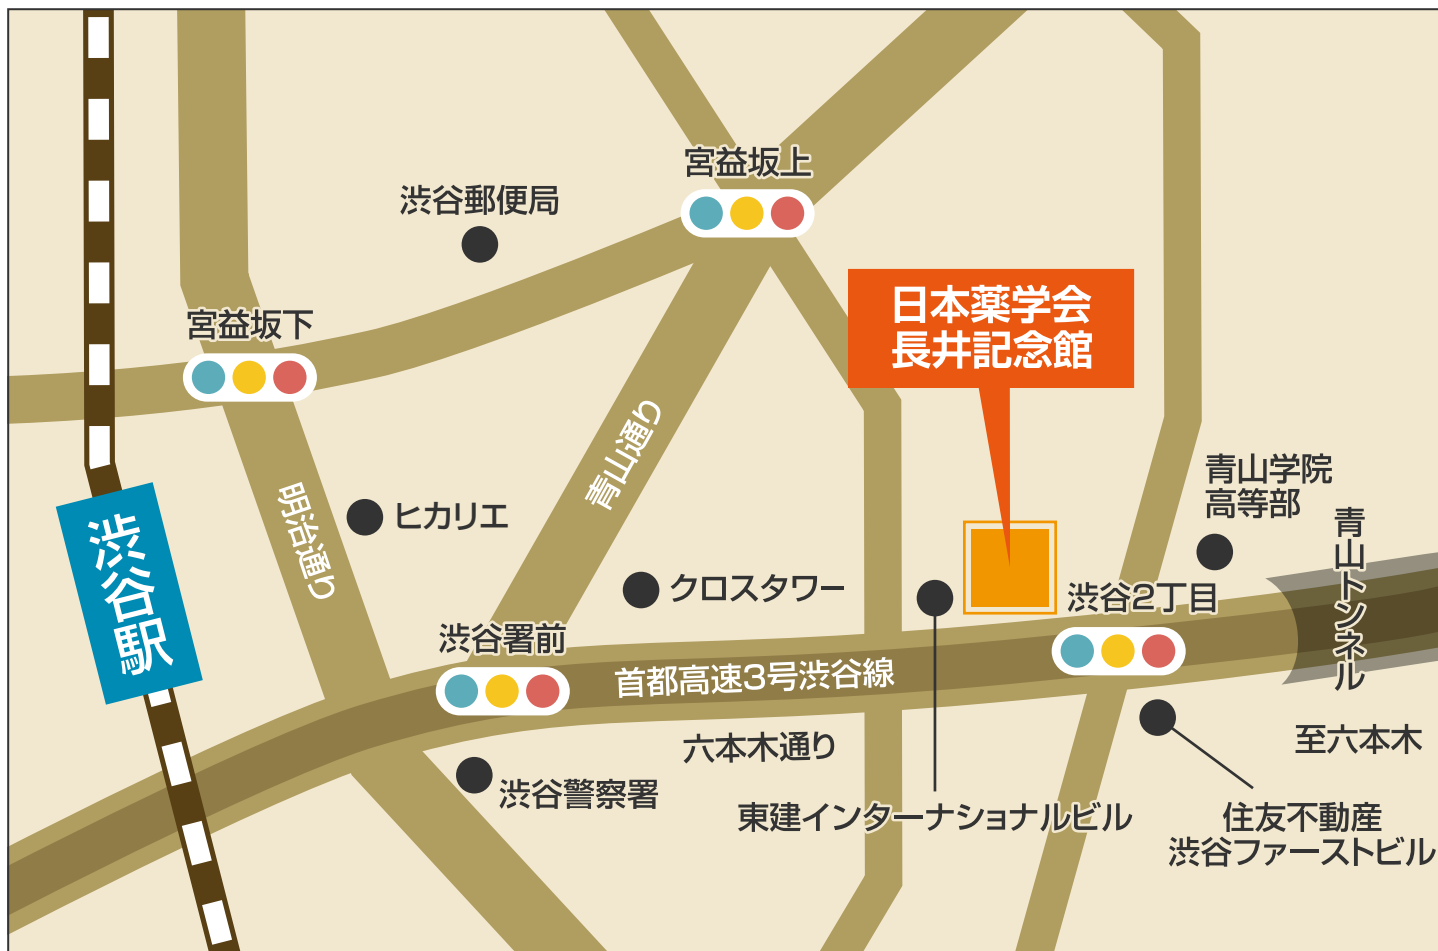 宮益坂上
渋谷郵便局
日本薬学会
長井記念館
宮益坂下
青山通り
青山学院
高等部
明治通り
ヒカリエ
青山トンネル
渋谷駅
クロスタワー
渋谷2丁目
渋谷署前
首都高速3号渋谷線
六本木通り
至六本木
渋谷警察署
東建インターナショナルビル
住友不動産
渋谷ファーストビル